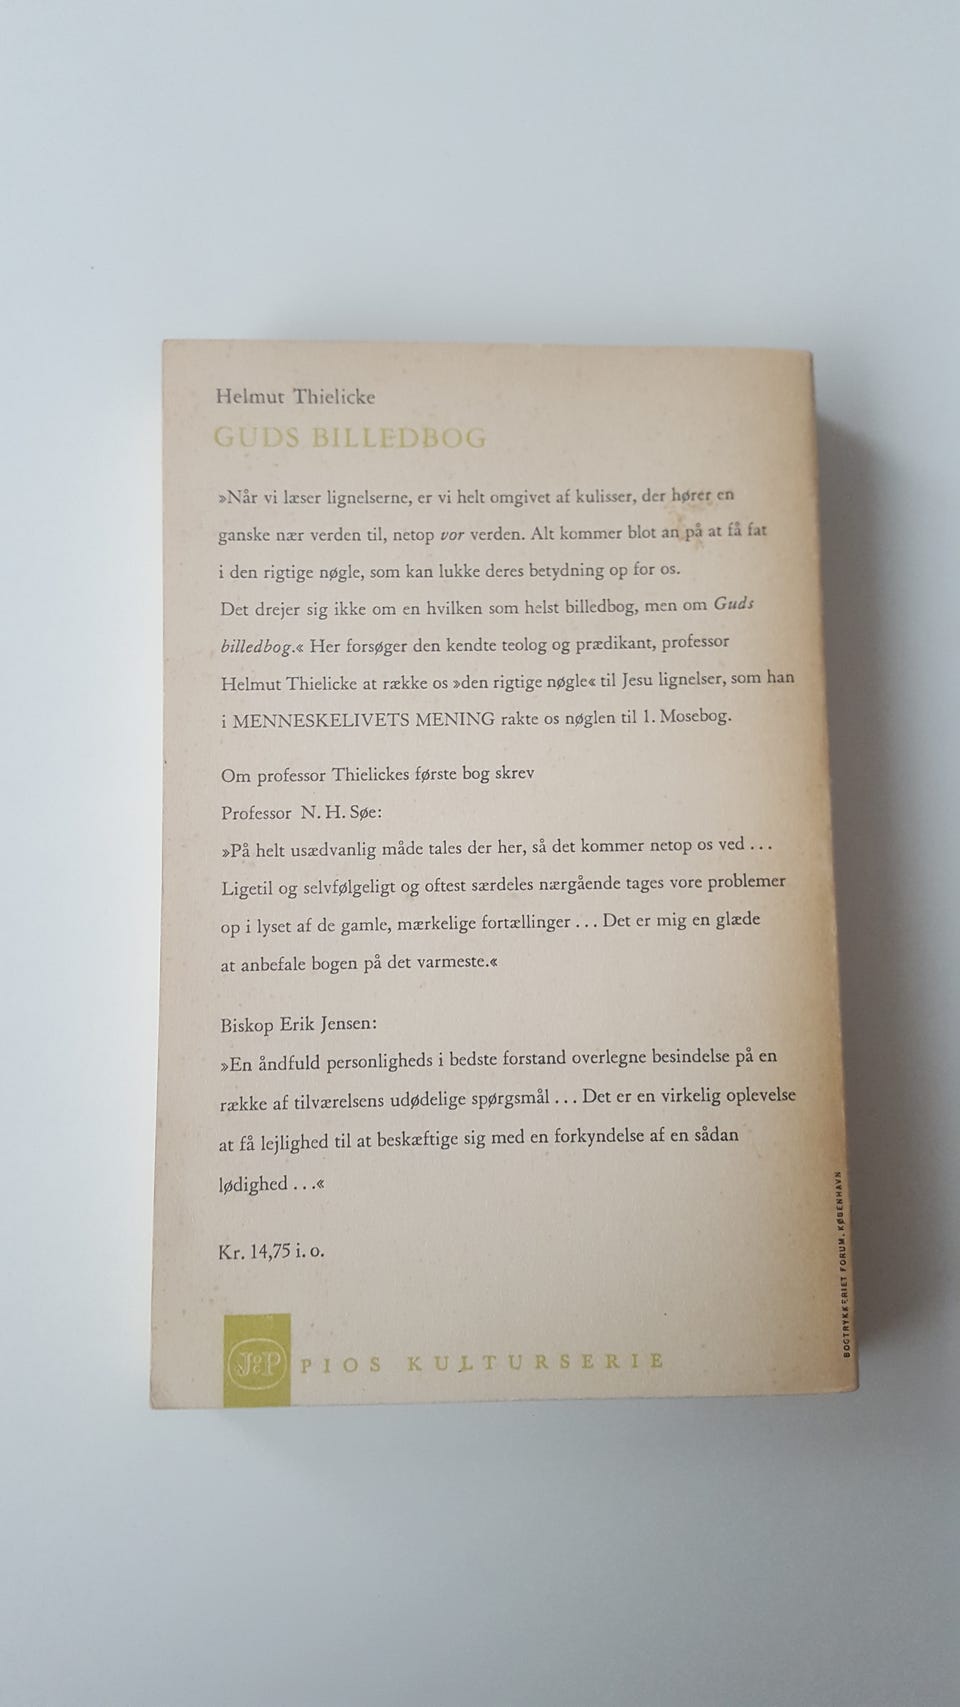 Helmut Thielicke
GUDS BILLEDBOG
»Når vi læser lignelserne, er vi helt omgivet af kulisser, der hører en
ganske nær verden til, netop vor verden. Alt kommer blot an på at få fat
i den rigtige nøgle, som kan lukke deres betydning op for os.
Det drejer sig ikke om en hvilken som helst billedbog, men om Guds
billedbog.« Her forsøger den kendte teolog og prædikant, professor
Helmut Thielicke at række os »den rigtige nøgle« til Jesu lignelser, som han
i MENNESKELIVETS MENING rakte os nøglen til 1. Mosebog.
Om professor Thielickes første bog skrev
Professor N. H. Søe:
»På helt usædvanlig måde tales der her, så det kommer netop os ved . . .
Ligetil og selvfølgeligt og oftest særdeles nærgående tages vore problemer
op i lyset af de gamle, mærkelige fortællinger . . . Det er mig en glæde
at anbefale bogen på det varmeste.«
Biskop Erik Jensen:
»En åndfuld personligheds i bedste forstand overlegne besindelse på en
række af tilværelsens udødelige spørgsmål . . . Det er en virkelig oplevelse
at få lejlighed til at beskæftige sig med en forkyndelse af en sådan
lødighed . . .«
Kr. 14,75 i. o.
J:P PIOS KULTURSERIE
BOGTRYKKERIET FORUM. KØBENHAVN